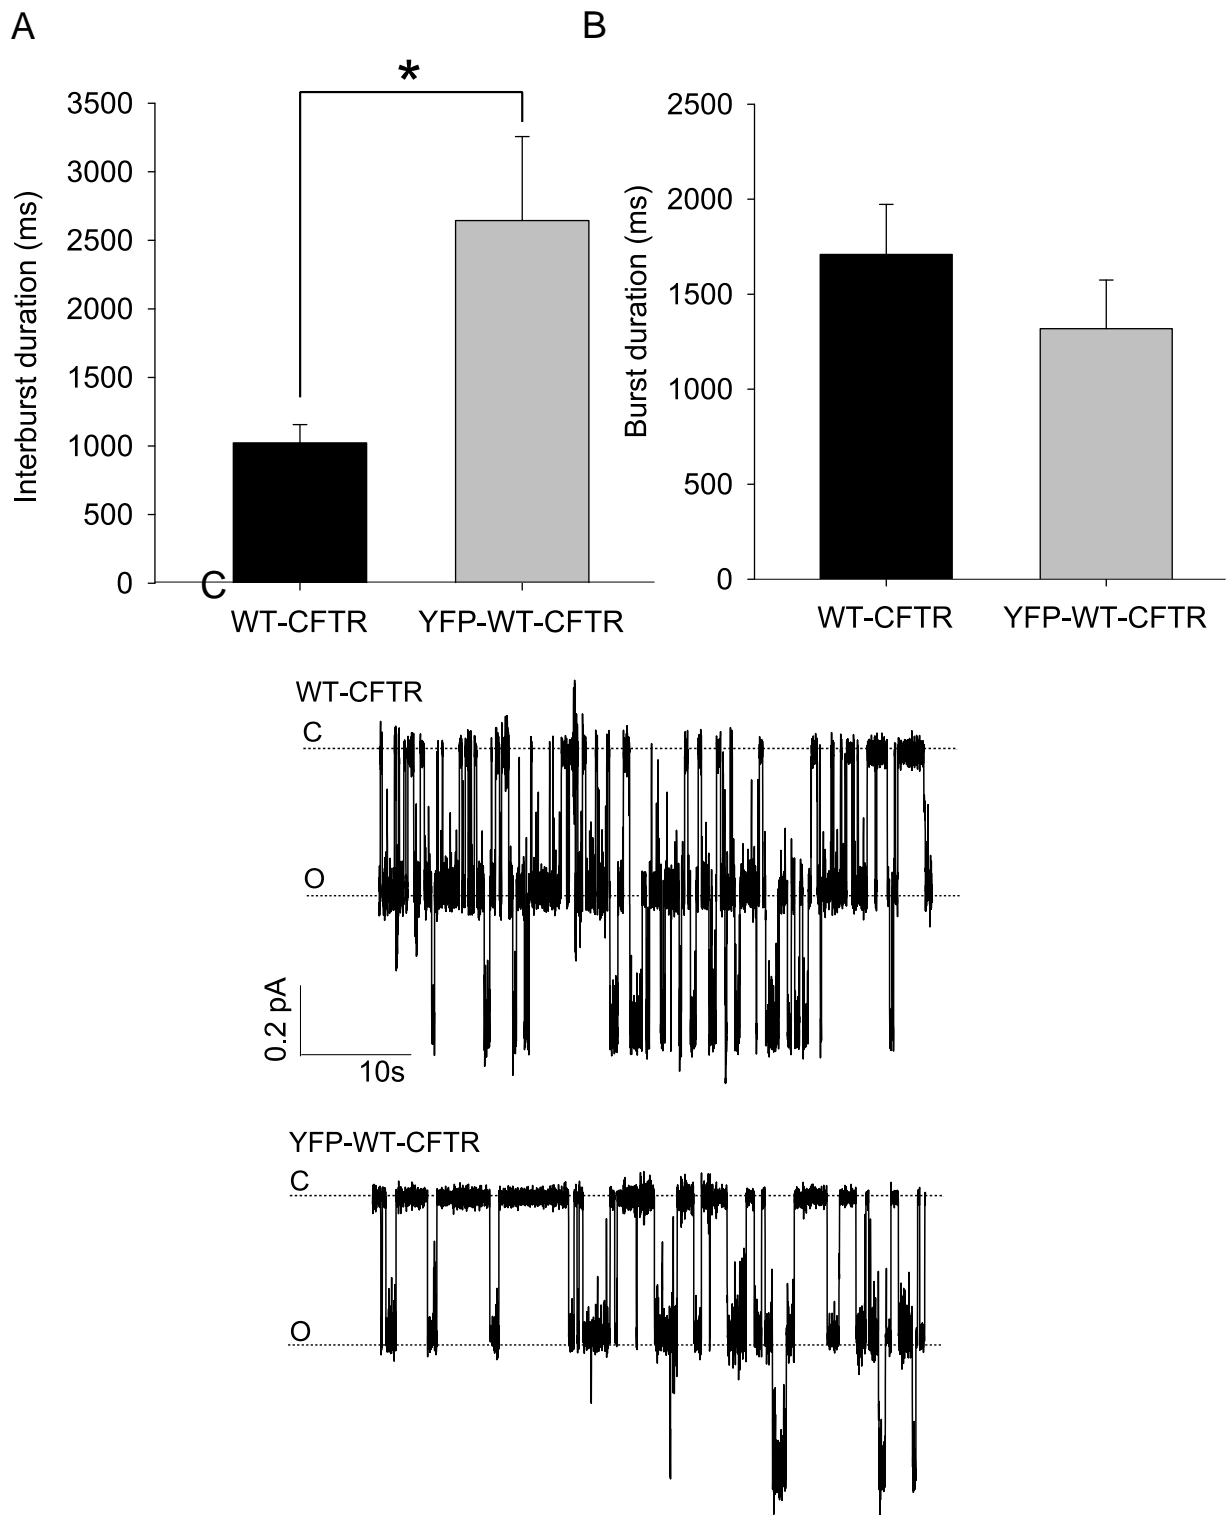 A
B
*
Interburst duration (ms)
3500
3000
2500
2000
1500
1000
500
0
WT-CFTR
YFP-WT-CFTR
Burst duration (ms)
2500
2000
1500
1000
500
0
WT-CFTR
YFP-WT-CFTR
C
WT-CFTR
C
O
0.2 pA
10s
YFP-WT-CFTR
C
O